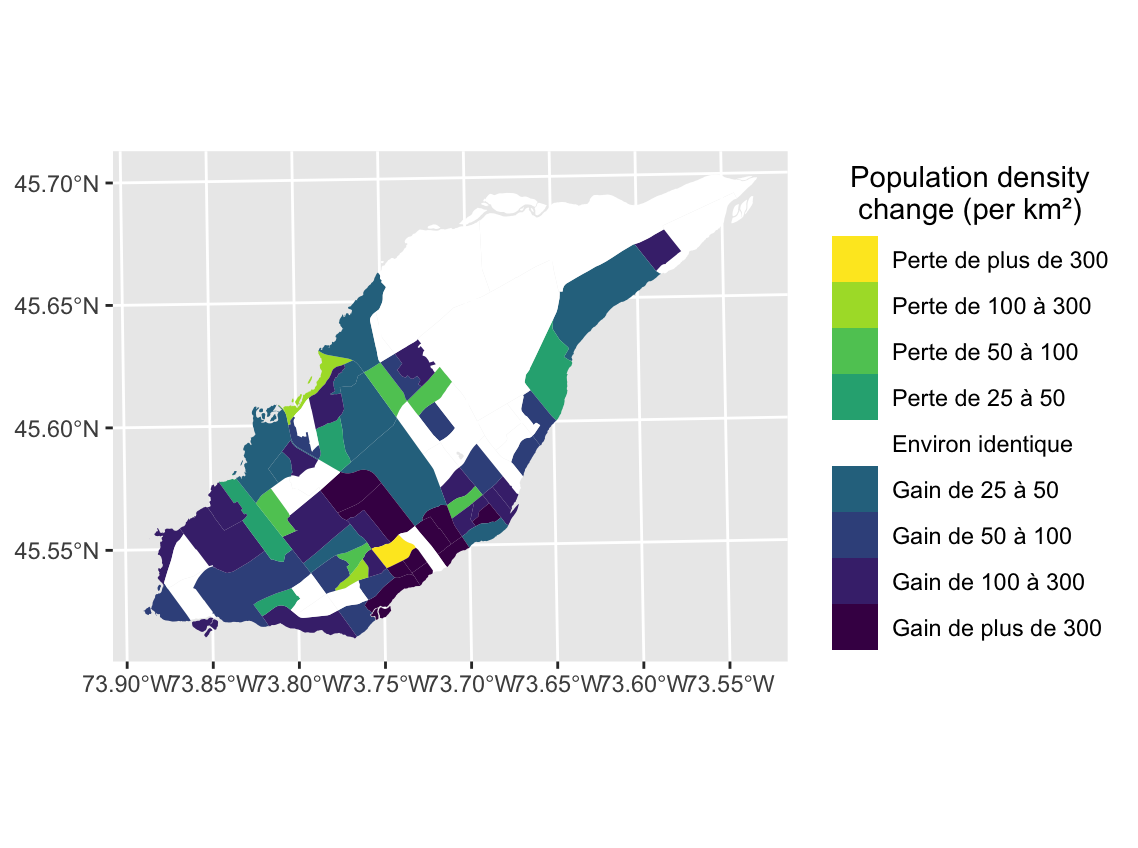 Population density
change (per km²)
Perte de plus de 300
Perte de 100 à 300
Perte de 50 à 100
Perte de 25 à 50
Environ identique
Gain de 25 à 50
Gain de 50 à 100
Gain de 100 à 300
Gain de plus de 300
45.70°N
45.65°N
45.60°N
45.55°N
73.90°W 73.85°W 73.80°W 73.75°W 73.70°W 73.65°W 73.60°W 73.55°W